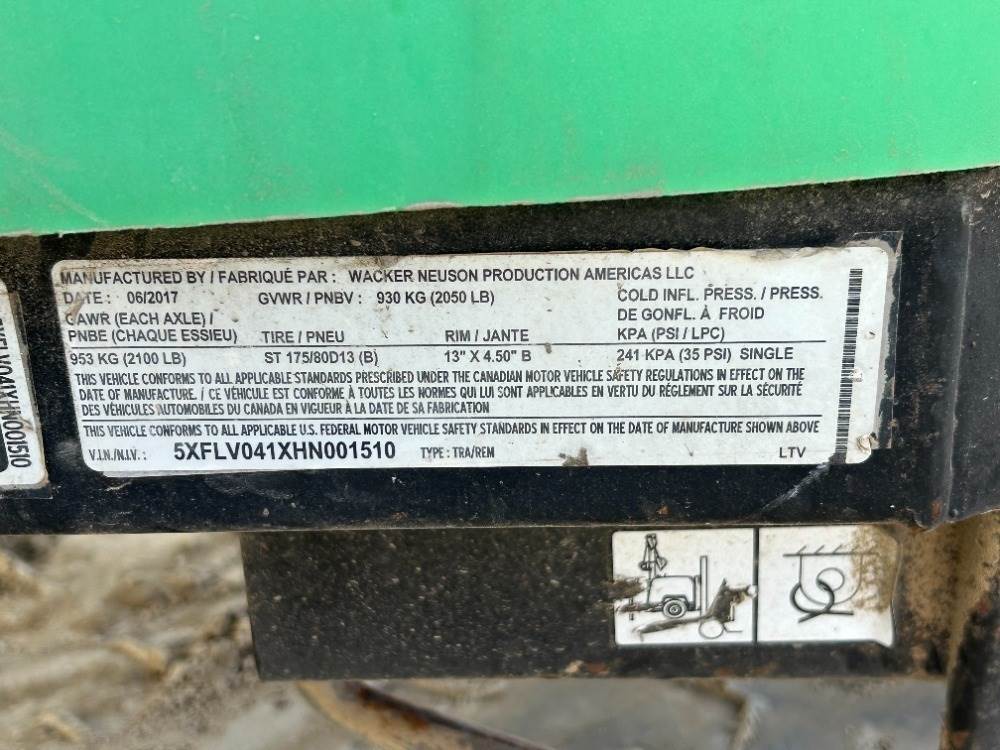 MANUFACTURED BY / FABRIQUÉ PAR : WACKER NEUSON PRODUCTION AMERICAS LLC
DATE : 06/2017 GVWR / PNBV : 930 KG (2050 LB) COLD INFL. PRESS. / PRESS.
GAWR (EACH AXLE) / DE GONFL. À FROID
PNBE (CHAQUE ESSIEU) TIRE / PNEU RIM / JANTE KPA (PSI / LPC)
953 KG (2100 LB) ST 175/80D13 (B) 13" X 4.50" B 241 KPA (35 PSI) SINGLE
THIS VEHICLE CONFORMS TO ALL APPLICABLE STANDARDS PRESCRIBED UNDER THE CANADIAN MOTOR VEHICLE SAFETY REGULATIONS IN EFFECT ON THE
DATE OF MANUFACTURE. / CE VÉHICULE EST CONFORME À TOUTES LES NORMES QUI LUI SONT APPLICABLES EN VERTU DU RÈGLEMENT SUR LA SÉCURITÉ
DES VÉHICULES AUTOMOBILES DU CANADA EN VIGUEUR À LA DATE DE SA FABRICATION
THIS VEHICLE CONFORMS TO ALL APPLICABLE U.S. FEDERAL MOTOR VEHICLE SAFETY STANDARDS IN EFFECT ON THE DATE OF MANUFACTURE SHOWN ABOVE
V.I.N./N.I.V. : 5XFLV041XHN001510 TYPE : TRA/REM LTV